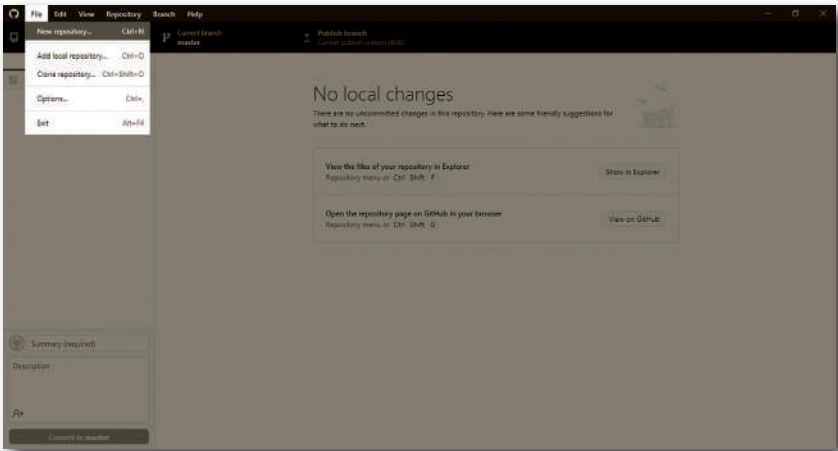 File Edit View Repository Branch Help
New repository... Ctrl+N
Add local repository... Ctrl+O
Clone repository... Ctrl+Shift+O
Options... Ctrl+,
Exit Alt+F4
Current branch
master
Publish branch
Cannot publish unborn HEAD
No local changes
There are no uncommitted changes in this repository. Here are some friendly suggestions for
what to do next.
View the files of your repository in Explorer
Repository menu or Ctrl Shift F
Show in Explorer
Open the repository page on GitHub in your browser
Repository menu or Ctrl Shift G
View on GitHub
Summary (required)
Description
Commit to master